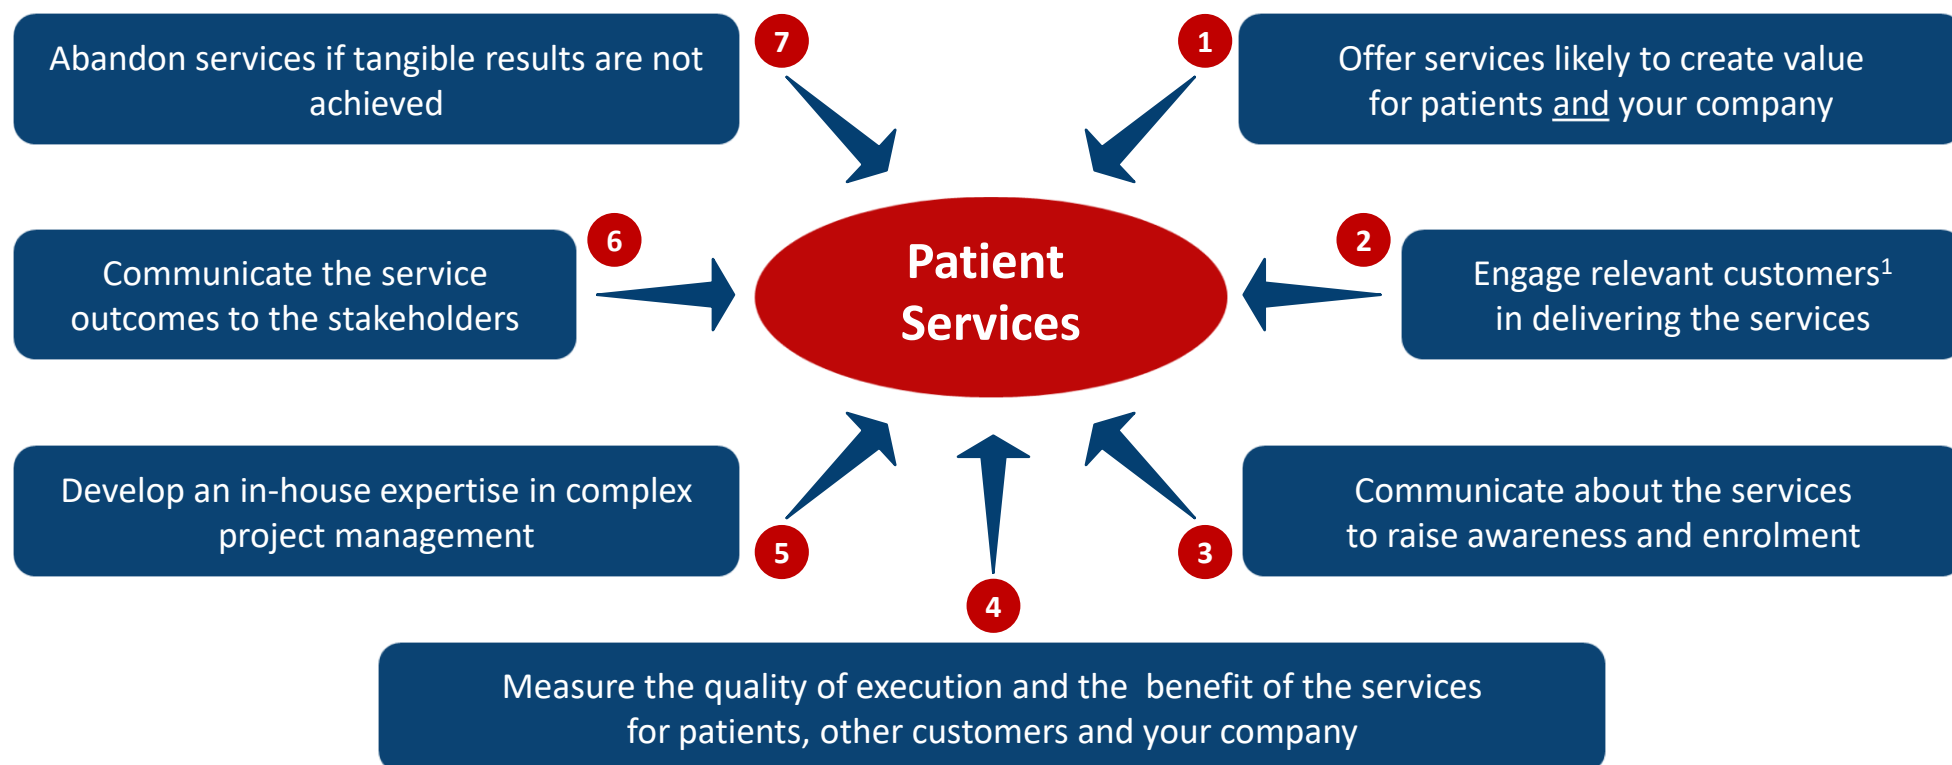 7
Abandon services if tangible results are not
achieved
1
Offer services likely to create value
for patients and your company
6
Communicate the service
outcomes to the stakeholders
Patient
Services
2
Engage relevant customers¹
in delivering the services
Develop an in-house expertise in complex
project management
5
3
Communicate about the services
to raise awareness and enrolment
4
Measure the quality of execution and the  benefit of the services
for patients, other customers and your company